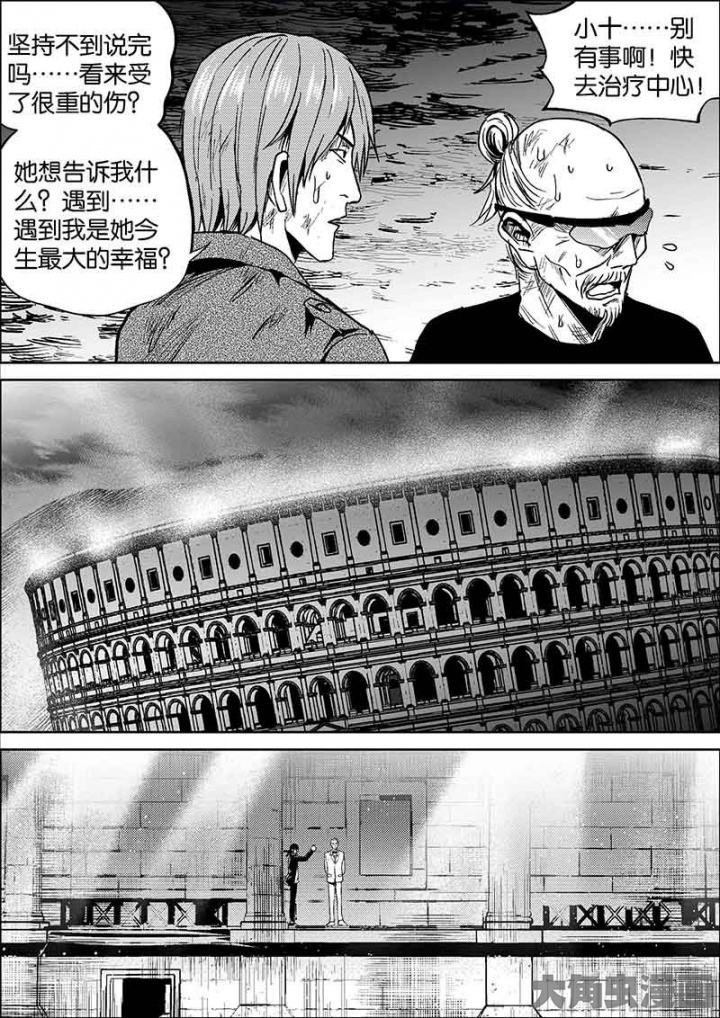 坚持不到说完
吗……看来受
了很重的伤？
她想告诉我什
么？遇到……
遇到我是她今
生最大的幸福？
小十……别
有事啊！快
去治疗中心！
大角虫漫画